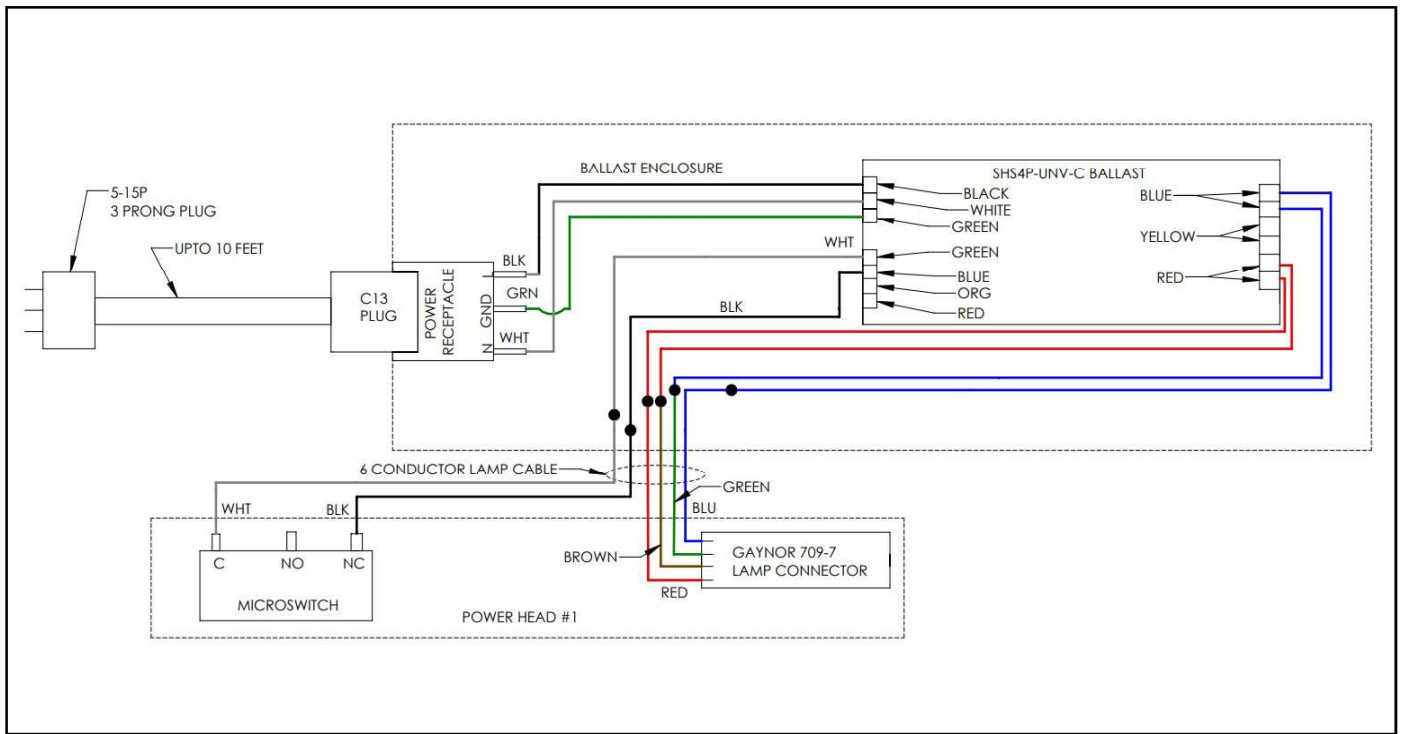 5-15P
3 PRONG PLUG
UPTO 10 FEET
C13
PLUG
POWER
RECEPTACLE
L
GND
N
BLK
GRN
WHT
BALLAST ENCLOSURE
SHS4P-UNV-C BALLAST
BLACK
WHITE
GREEN
WHT
GREEN
BLUE
ORG
RED
BLUE
YELLOW
RED
BLK
6 CONDUCTOR LAMP CABLE
WHT
BLK
GREEN
BLU
BROWN
RED
C
NO
NC
MICROSWITCH
GAYNOR 709-7
LAMP CONNECTOR
POWER HEAD #1